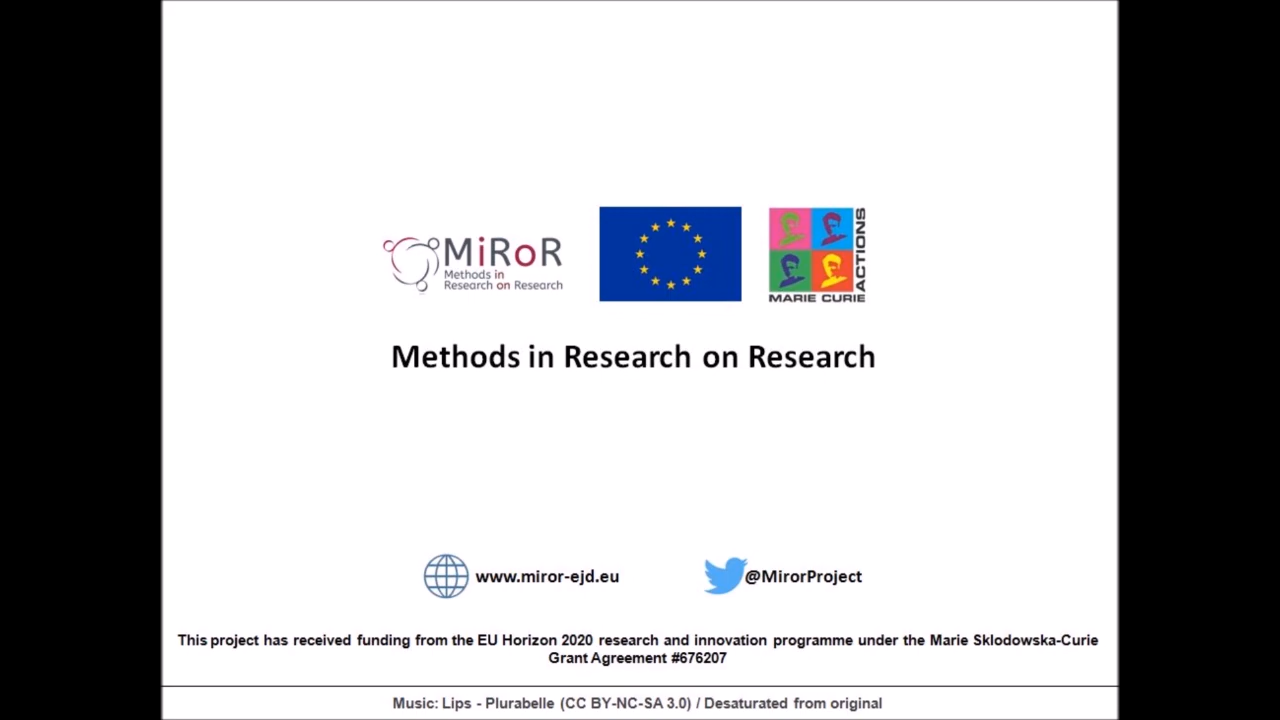 MiRoR
Methods in
Research on Research
MARIE CURIE
ACTIONS
Methods in Research on Research
www.miror-ejd.eu
@MirorProject
This project has received funding from the EU Horizon 2020 research and innovation programme under the Marie Sklodowska-Curie
Grant Agreement #676207
Music: Lips - Plurabelle (CC BY-NC-SA 3.0) / Desaturated from original